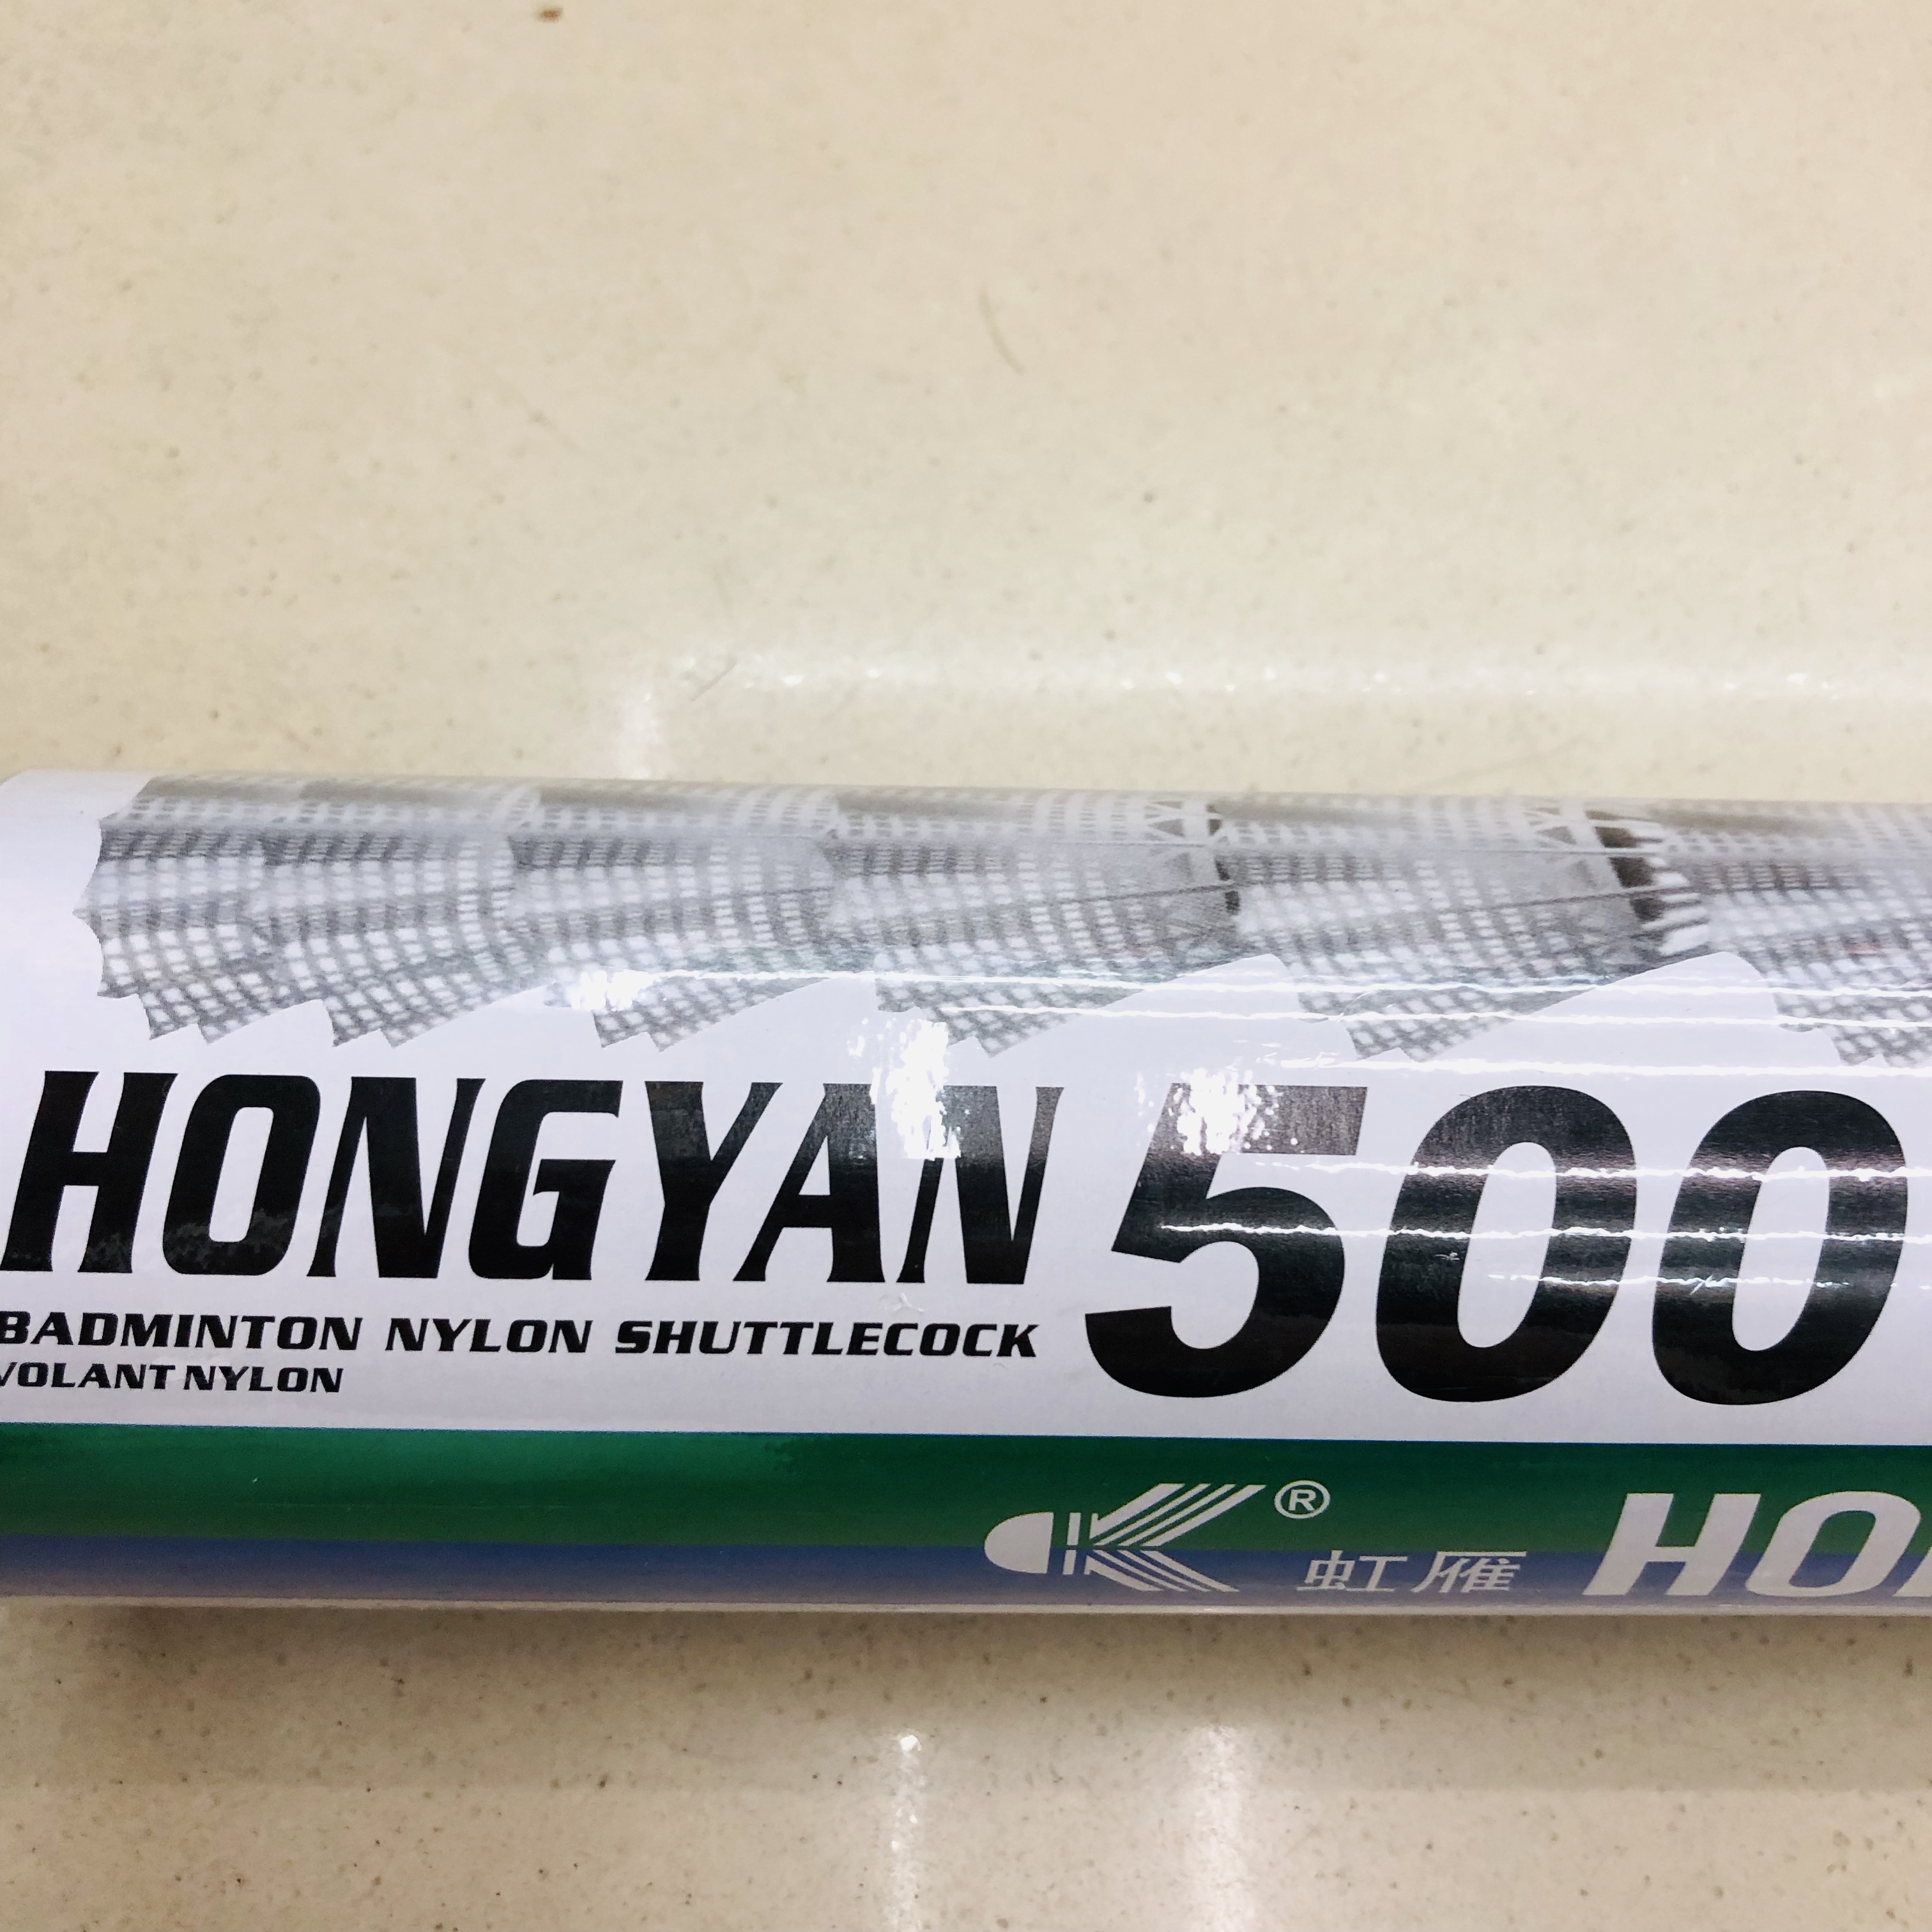 HONGYAN 500
BADMINTON NYLON SHUTTLECOCK
VOLANT NYLON
K®
虹雁